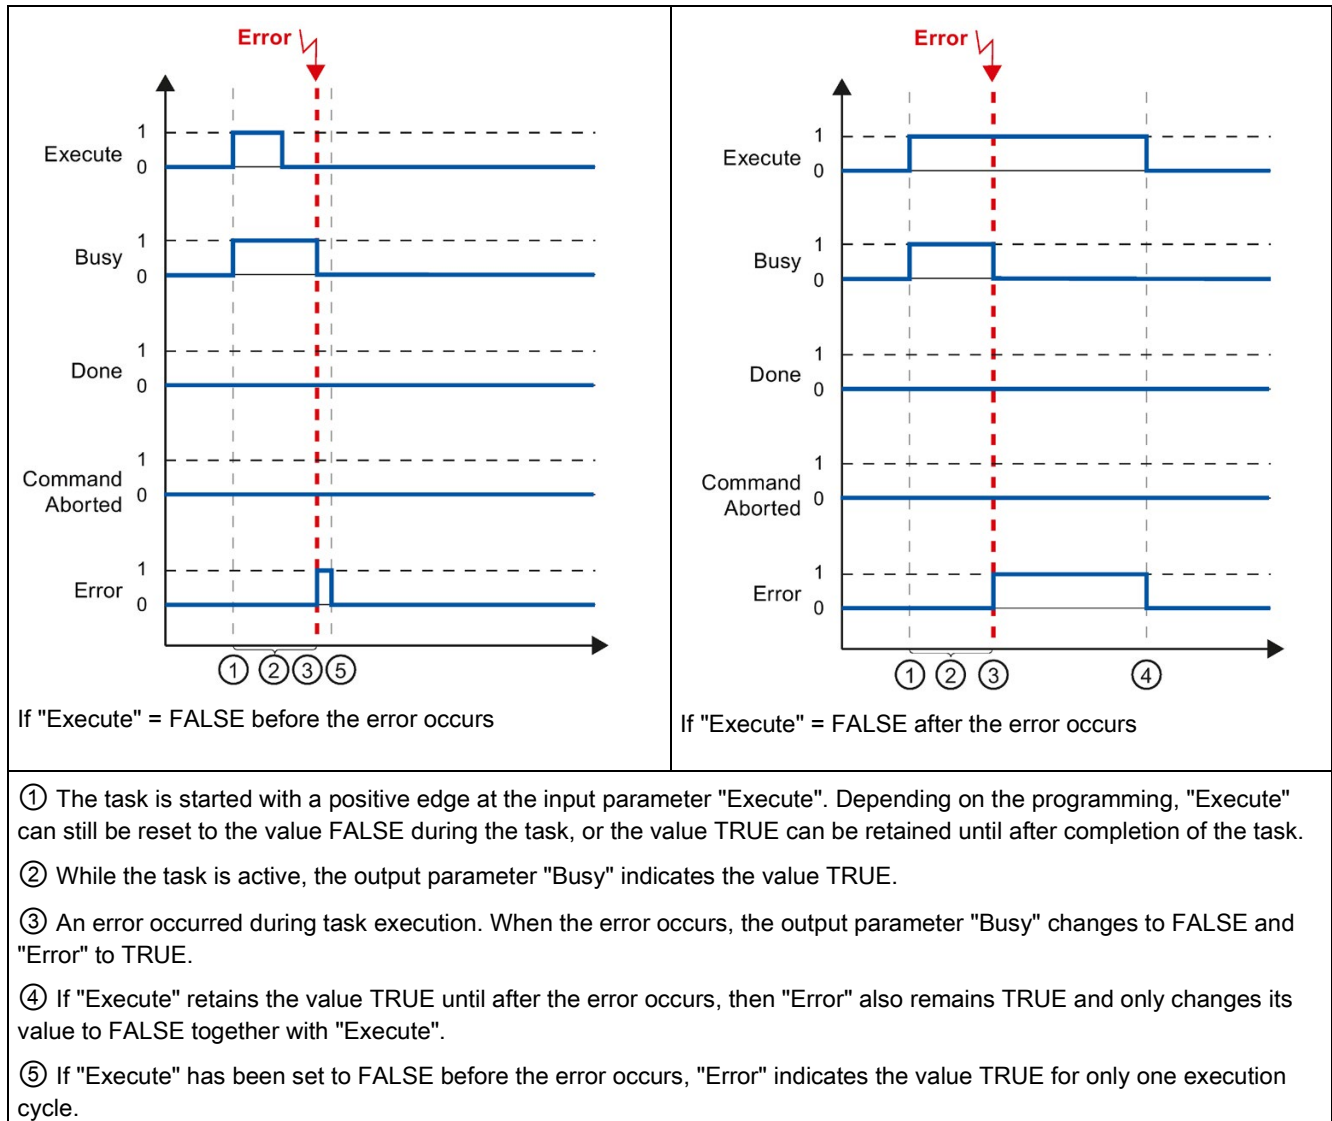 Error
1
Execute
0
1
Busy
0
1
Done
0
1
Command
Aborted
0
1
Error
0
① ② ③ ⑤
If "Execute" = FALSE before the error occurs
Error
1
Execute
0
1
Busy
0
1
Done
0
1
Command
Aborted
0
1
Error
0
① ② ③ ④
If "Execute" = FALSE after the error occurs
① The task is started with a positive edge at the input parameter "Execute". Depending on the programming, "Execute"
can still be reset to the value FALSE during the task, or the value TRUE can be retained until after completion of the task.
② While the task is active, the output parameter "Busy" indicates the value TRUE.
③ An error occurred during task execution. When the error occurs, the output parameter "Busy" changes to FALSE and
"Error" to TRUE.
④ If "Execute" retains the value TRUE until after the error occurs, then "Error" also remains TRUE and only changes its
value to FALSE together with "Execute".
⑤ If "Execute" has been set to FALSE before the error occurs, "Error" indicates the value TRUE for only one execution
cycle.